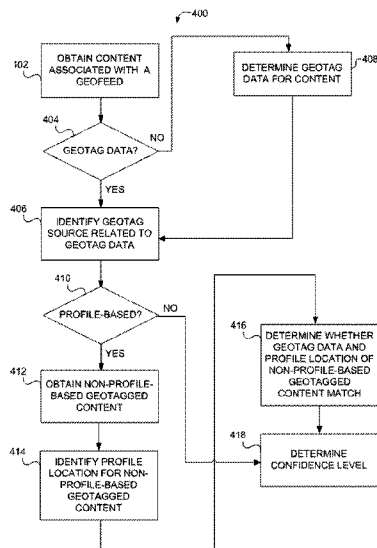 400
402
OBTAIN CONTENT
ASSOCIATED WITH A
GEOFEED
404
GEOTAG DATA?
NO
YES
DETERMINE GEOTAG
DATA FOR CONTENT
408
406
IDENTIFY GEOTAG
SOURCE RELATED TO
GEOTAG DATA
410
PROFILE-BASED?
NO
YES
412
OBTAIN NON-PROFILE-
BASED GEOTAGGED
CONTENT
414
IDENTIFY PROFILE
LOCATION FOR NON-
PROFILE-BASED
GEOTAGGED
CONTENT
416
DETERMINE WHETHER
GEOTAG DATA AND
PROFILE LOCATION OF
NON-PROFILE-BASED
GEOTAGGED
CONTENT MATCH
418
DETERMINE
CONFIDENCE LEVEL